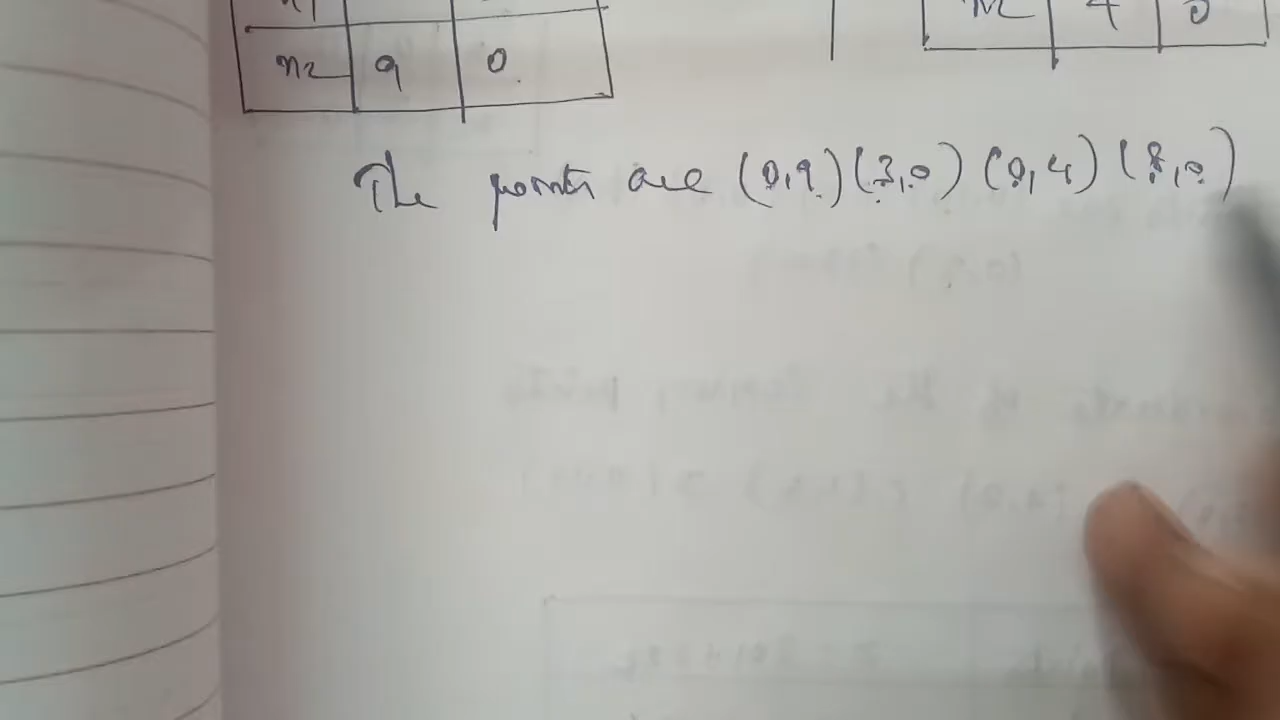 x2 9 0
x2 4 0
The points are (0,9) (3,0) (0,4) (8,0)